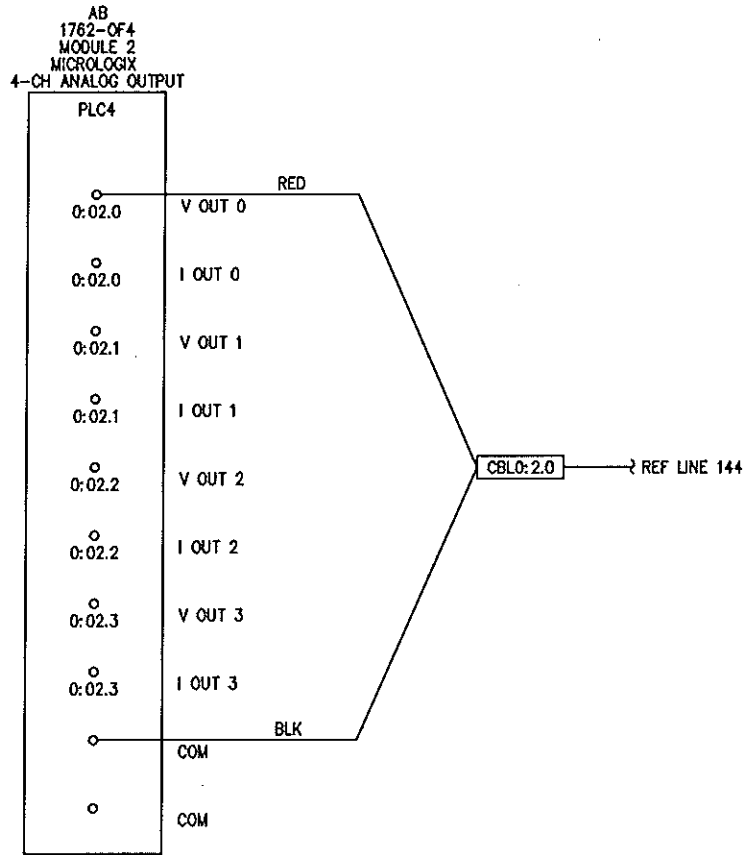 AB
1762-OF4
MODULE 2
MICROLOGIX
4-CH ANALOG OUTPUT
PLC4
RED
0:02.0 V OUT 0
0:02.0 I OUT 0
0:02.1 V OUT 1
0:02.1 I OUT 1
CBLO:2.0 REF LINE 144
0:02.2 V OUT 2
0:02.2 I OUT 2
0:02.3 V OUT 3
0:02.3 I OUT 3
BLK
COM
COM